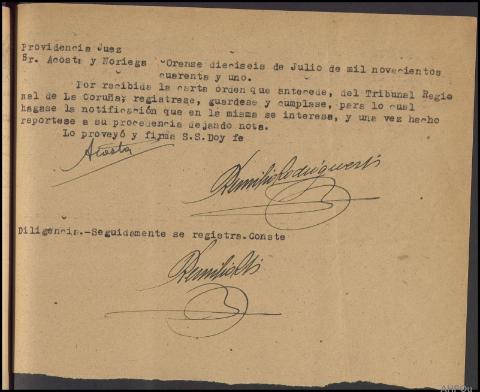 Providencia Juez
Sr. Acosta y Noriega Orense dieciseis de Julio de mil novecientos
cuarenta y uno.
Por recibida la carta orden que antecede, del Tribunal Regio
nal de La Coruña; registrese, guardese y cumplase, para lo cual
hagase la notificación que en la misma se interesa, y una vez hecho
reportese a su procedencia dejando nota.
Lo proveyó y firma S.S.Doy fe
Acosta
Diligencia.-Seguidamente se registra.Conste